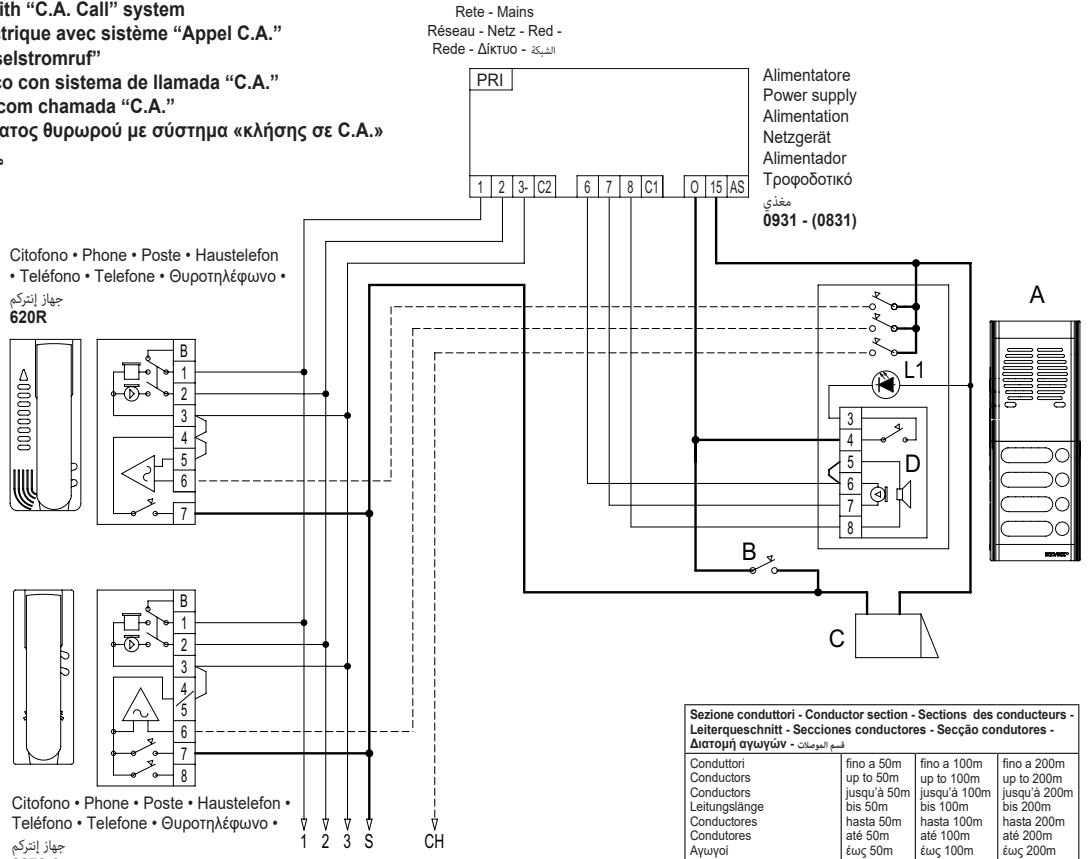 with “C.A. Call” system
ctrique avec sistème “Appel C.A.”
selstromruf”
co con sistema de llamada “C.A.”
com chamada “C.A.”
ατος θυρωρού με σύστημα «κλήσης σε C.A.»
Rete - Mains
Réseau - Netz - Red -
Rede - Δίκτυο - الشبكة
PRI
1 2 3- C2 6 7 8 C1 O 15 AS
Alimentatore
Power supply
Alimentation
Netzgerät
Alimentador
Τροφοδοτικό
مغذي
0931 - (0831)
Citofono • Phone • Poste • Haustelefon
• Teléfono • Telefone • Θυροτηλέφωνο •
جهاز إنتركم
620R
B
1
2
3
4
5
6
7
A
L1
3
4
5
6
7
8
D
B
C
B
1
2
3
4
5
6
7
8
Citofono • Phone • Poste • Haustelefon •
Teléfono • Telefone • Θυροτηλέφωνο •
جهاز إنتركم
1 2 3 S CH
Sezione conduttori - Conductor section - Sections des conducteurs -
Leiterqueschnitt - Secciones conductores - Secção condutores -
Διατομή αγωγών - قسم الموصلات
Conduttori fino a 50m fino a 100m fino a 200m
Conductors up to 50m up to 100m up to 200m
Conductors jusqu'à 50m jusqu'à 100m jusqu'à 200m
Leitungslänge bis 50m bis 100m bis 200m
Conductores hasta 50m hasta 100m hasta 200m
Condutores até 50m até 100m até 200m
Αγωγοί έως 50m έως 100m έως 200m